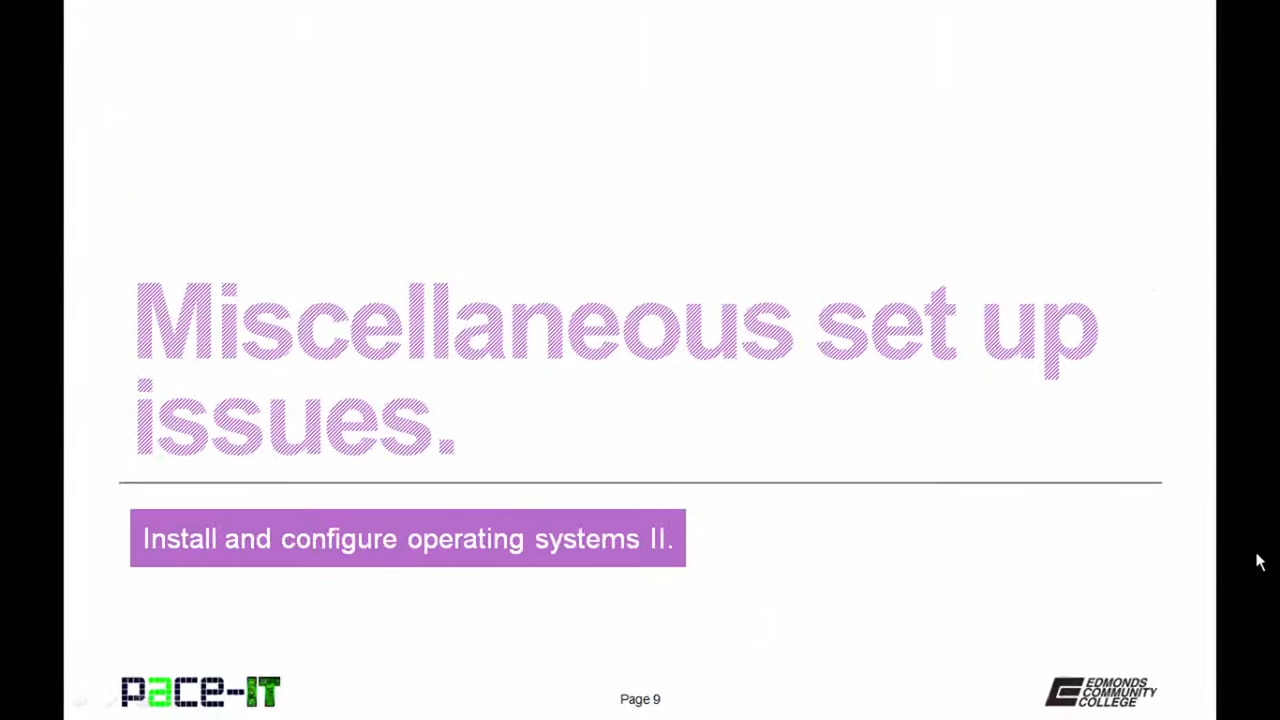 Miscellaneous set up
issues.
Install and configure operating systems II.
pace-IT
Page 9
EDMONDS
COMMUNITY
COLLEGE